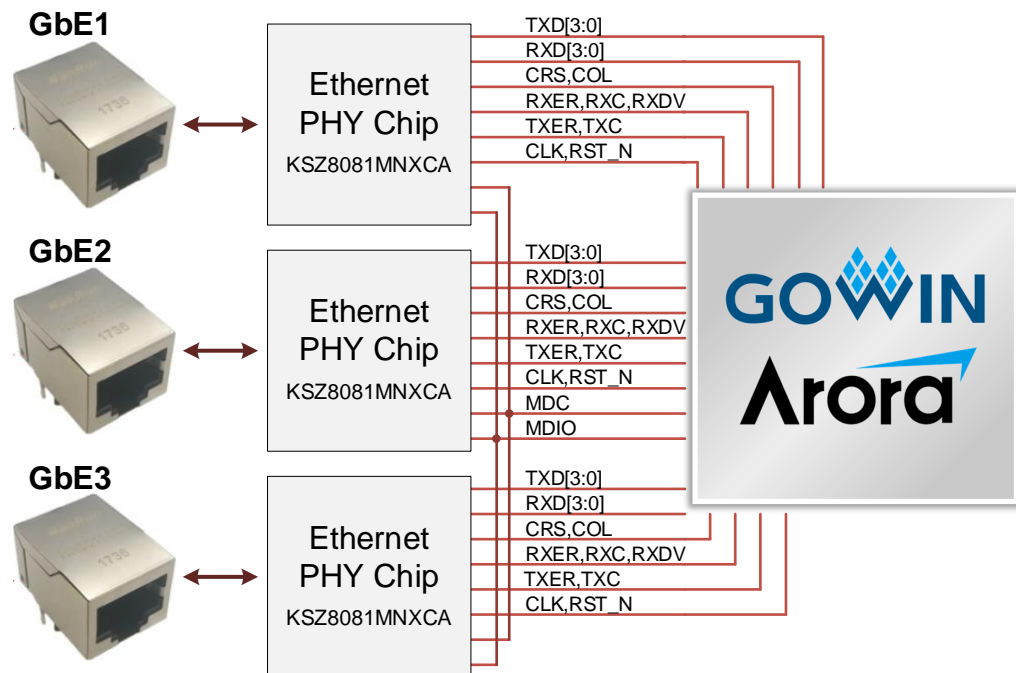 GbE1
1736
Ethernet
PHY Chip
KSZ8081MNXCA
TXD[3:0]
RXD[3:0]
CRS,COL
RXER,RXC,RXDV
TXER,TXC
CLK,RST_N
GbE2
1736
Ethernet
PHY Chip
KSZ8081MNXCA
TXD[3:0]
RXD[3:0]
CRS,COL
RXER,RXC,RXDV
TXER,TXC
CLK,RST_N
MDC
MDIO
GOWIN
Arora
GbE3
1736
Ethernet
PHY Chip
KSZ8081MNXCA
TXD[3:0]
RXD[3:0]
CRS,COL
RXER,RXC,RXDV
TXER,TXC
CLK,RST_N